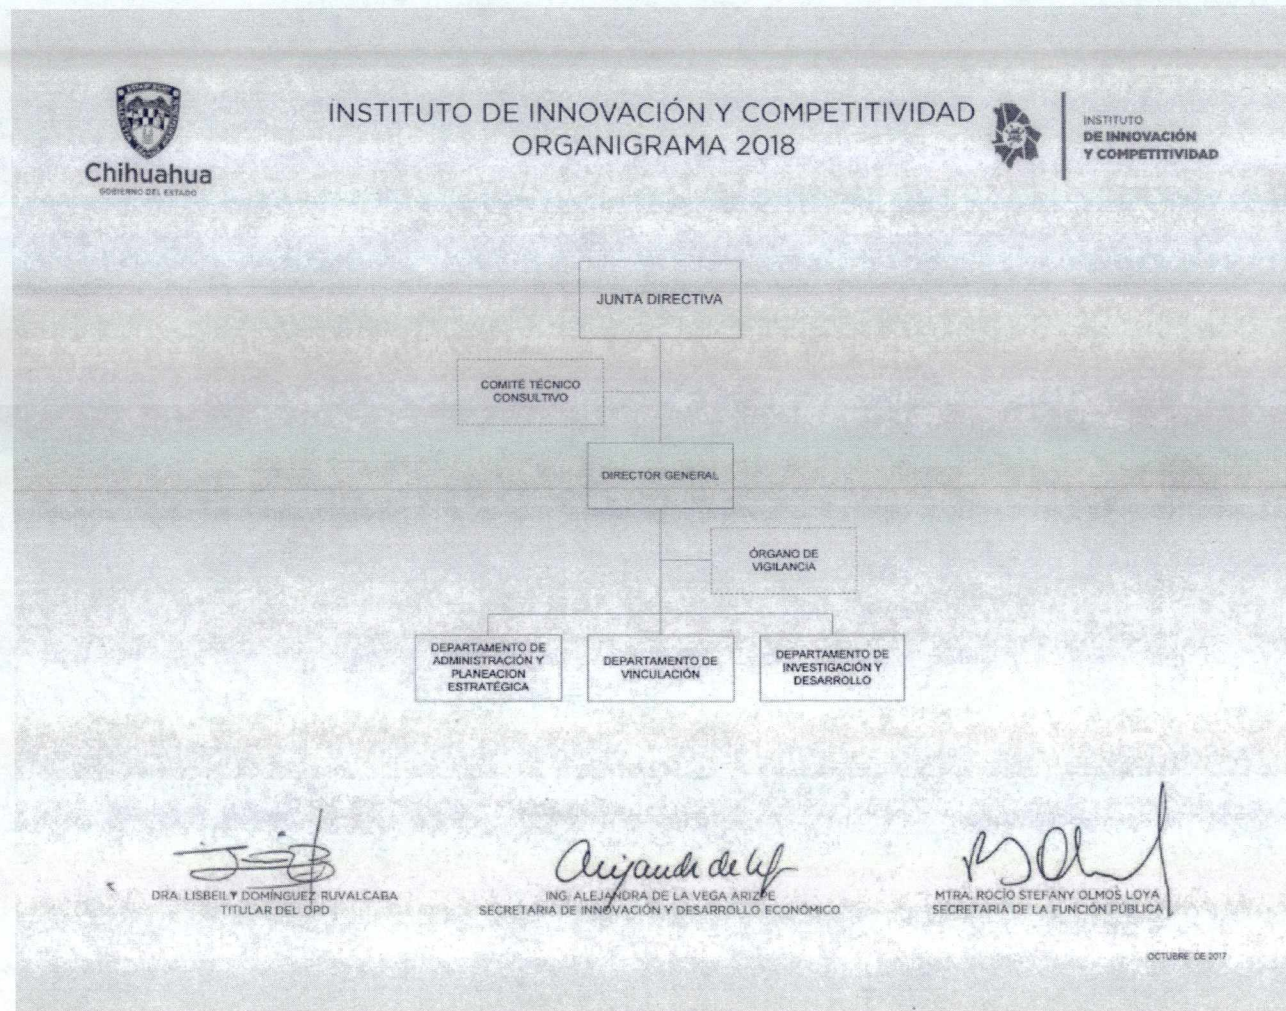 Chihuahua
GOBIERNO DEL ESTADO
INSTITUTO DE INNOVACIÓN Y COMPETITIVIDAD
ORGANIGRAMA 2018
INSTITUTO
DE INNOVACIÓN
Y COMPETITIVIDAD
JUNTA DIRECTIVA
COMITÉ TÉCNICO
CONSULTIVO
DIRECTOR GENERAL
ÓRGANO DE
VIGILANCIA
DEPARTAMENTO DE
ADMINISTRACIÓN Y
PLANEACION
ESTRATÉGICA
DEPARTAMENTO DE
VINCULACIÓN
DEPARTAMENTO DE
INVESTIGACIÓN Y
DESARROLLO
DRA. LISBEILY DOMÍNGUEZ RUVALCABA
TITULAR DEL OPD
ING. ALEJANDRA DE LA VEGA ARIZPE
SECRETARIA DE INNOVACIÓN Y DESARROLLO ECONÓMICO
MTRA. ROCÍO STEFANY OLMOS LOYA
SECRETARIA DE LA FUNCIÓN PÚBLICA
OCTUBRE DE 2017